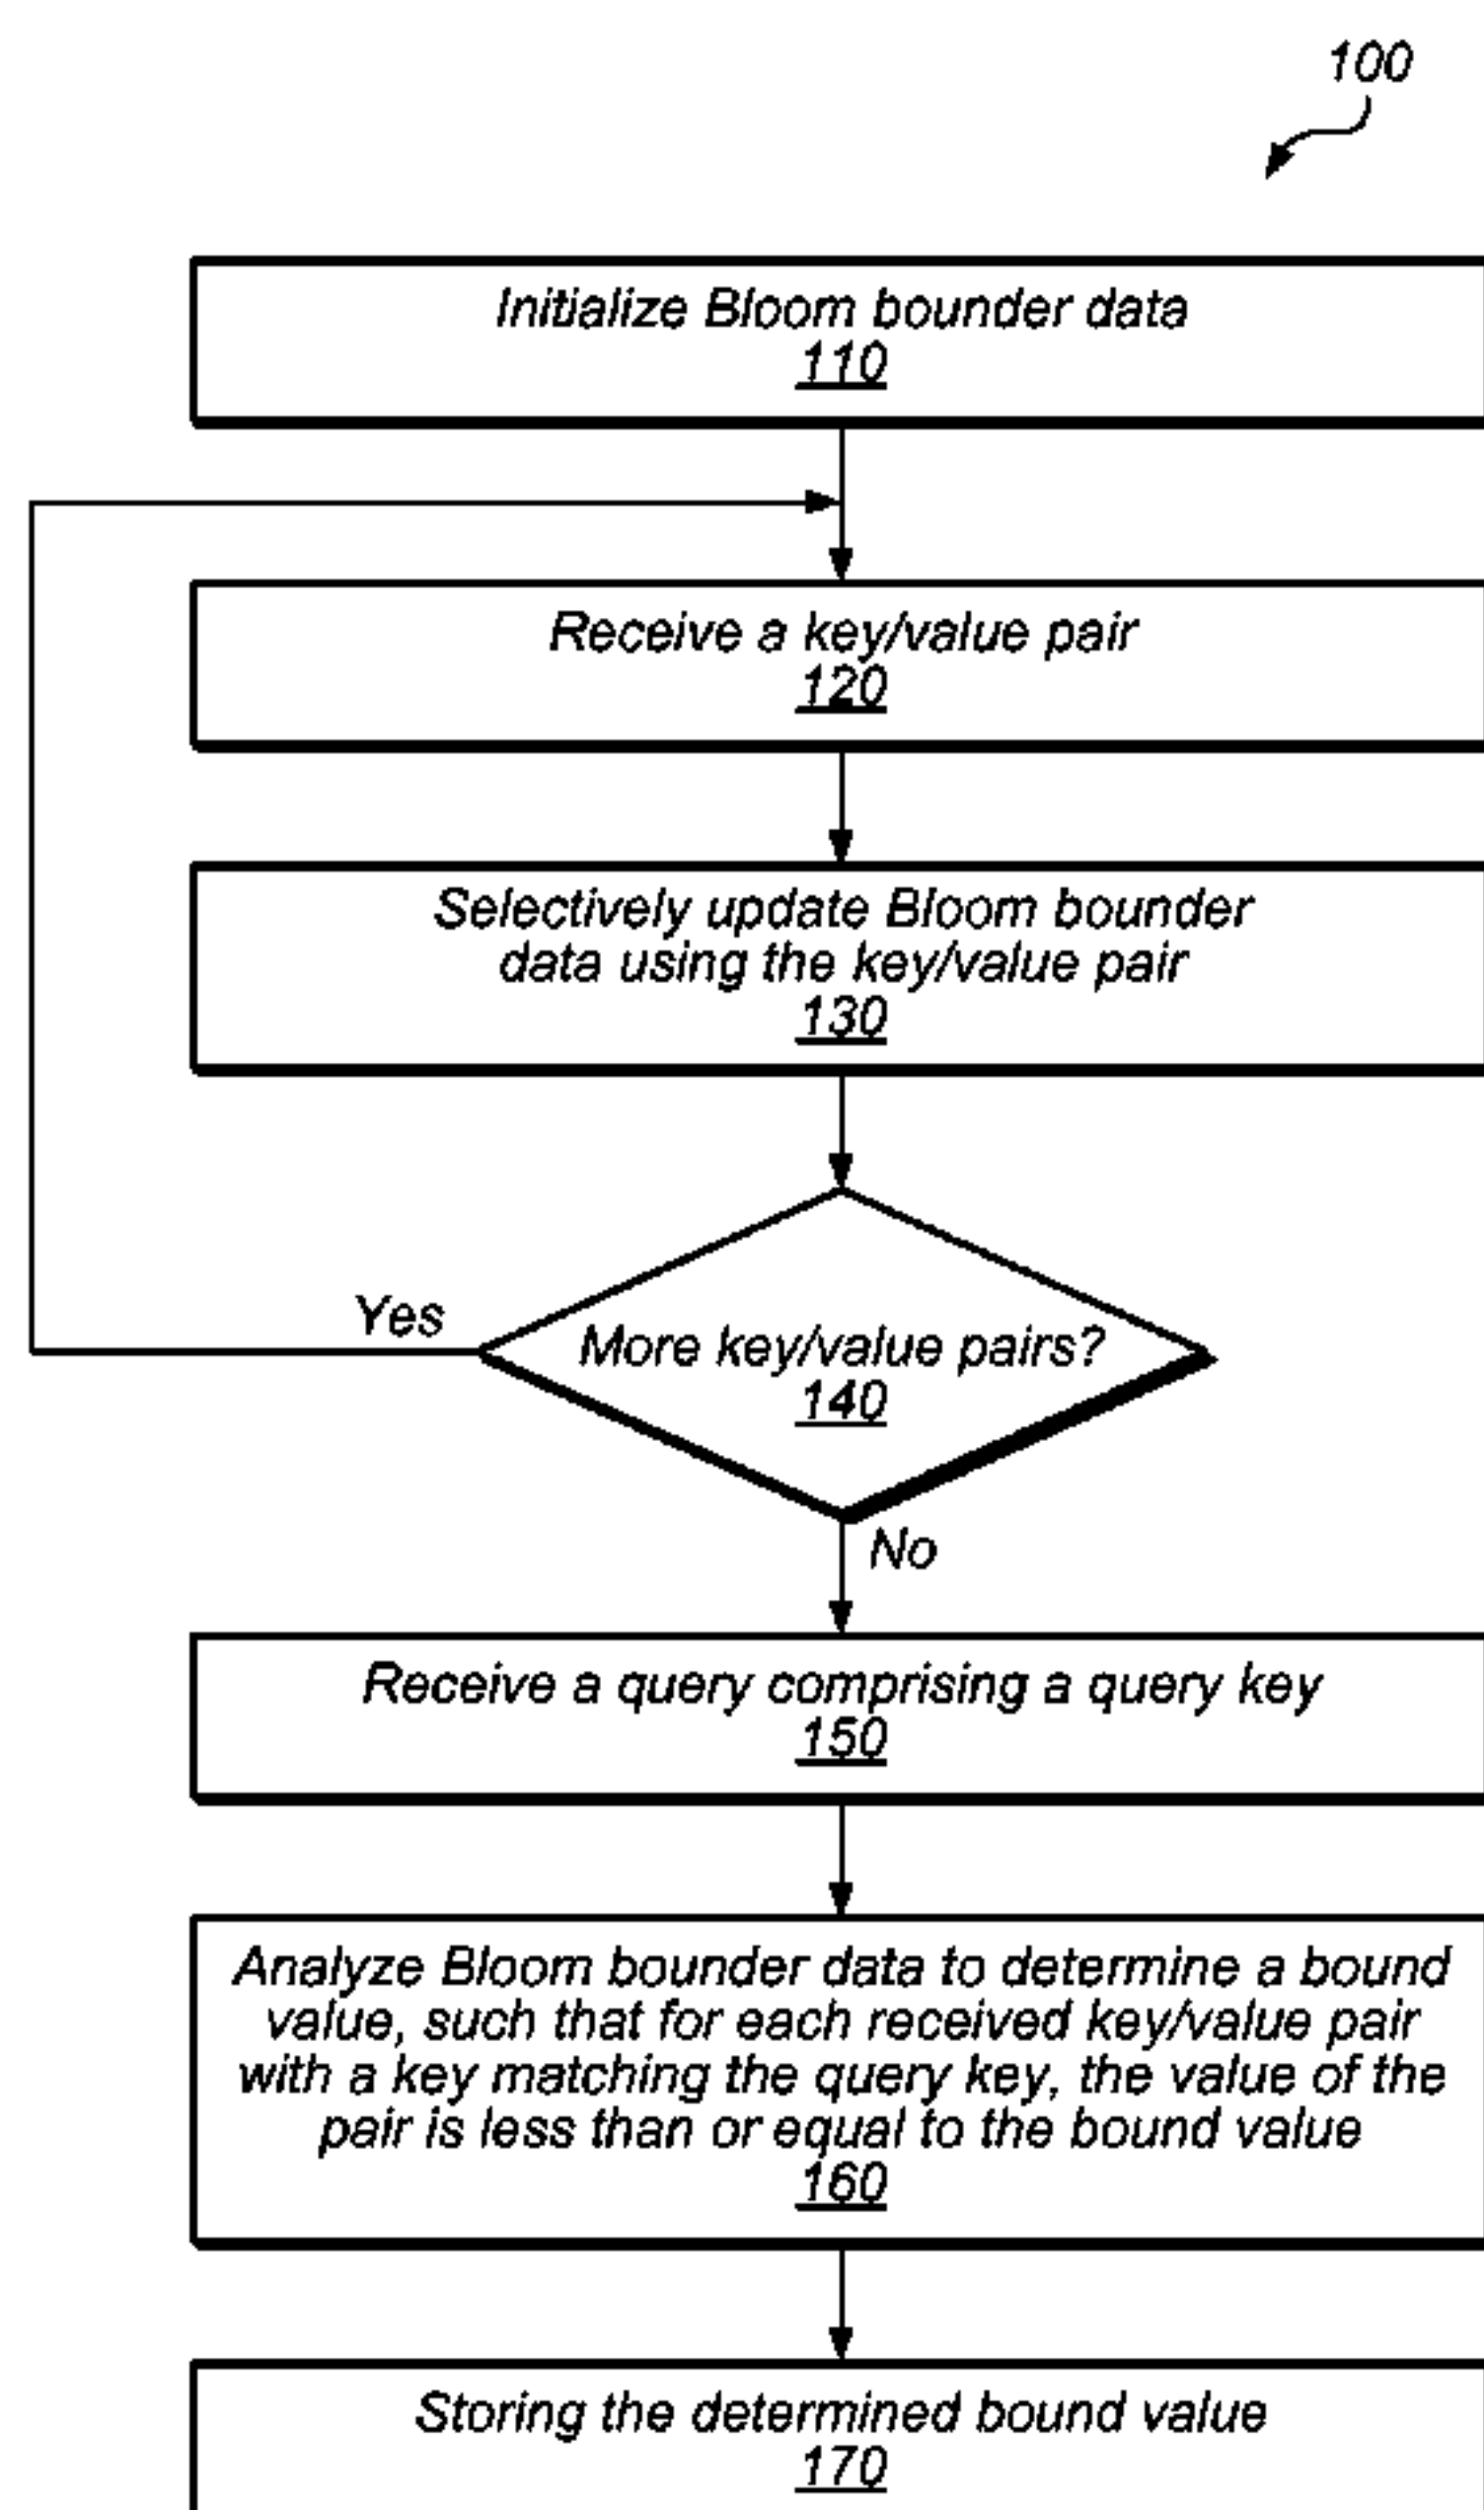 100
Initialize Bloom bounder data
110
Receive a key/value pair
120
Selectively update Bloom bounder
data using the key/value pair
130
Yes
More key/value pairs?
140
No
Receive a query comprising a query key
150
Analyze Bloom bounder data to determine a bound
value, such that for each received key/value pair
with a key matching the query key, the value of the
pair is less than or equal to the bound value
160
Storing the determined bound value
170